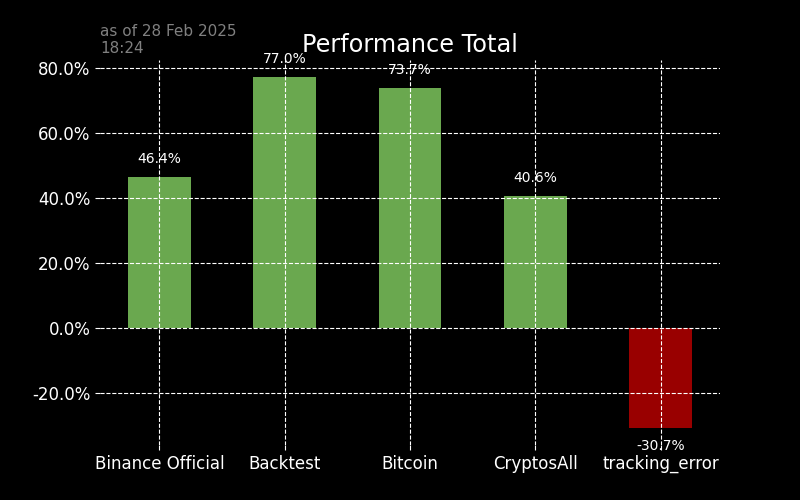 as of 28 Feb 2025
18:24
Performance Total
80.0%
60.0%
40.0%
20.0%
0.0%
-20.0%
46.4%
77.0%
73.7%
40.6%
-30.7%
Binance Official
Backtest
Bitcoin
CryptosAll
tracking_error